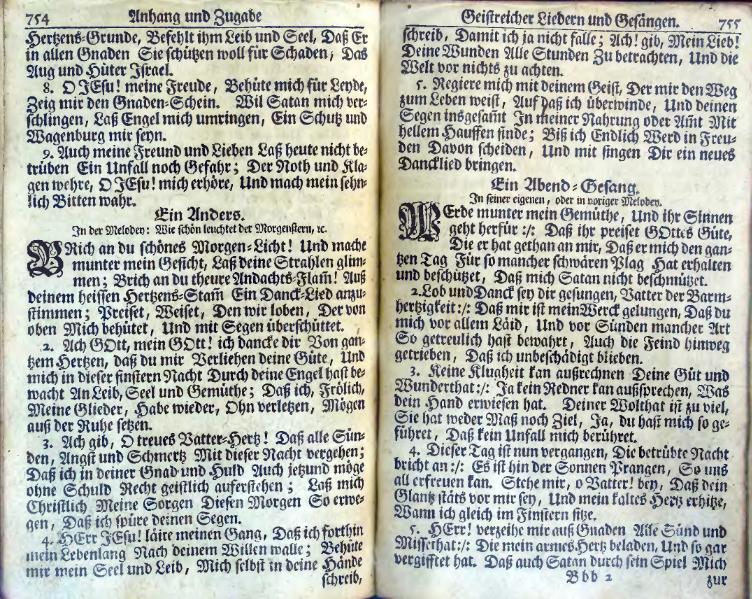 754 Anhang und Zugabe
Hertzens-Grunde, Befehlt ihm Leib und Seel, Daß Er
in allen Gnaden Sie schützen woll für Schaden, Das
Aug und Hüter Israel.
8. O JEsu! meine Freude, Behüte mich für Leyde,
Zeig mir den Gnaden-Schein. Wil Satan mich ver-
schlingen, Laß Engel mich umringen, Ein Schutz und
Wagenburg mir seyn.
9. Auch meine Freund und Lieben Laß heute nicht be-
trüben Ein Unfall noch Gefahr; Der Noth und Kla-
gen wehre, O JEsu! mich erhöre, Und mach mein sehn-
lich Bitten wahr.
Ein Anders.
In der Melodey: Wie schön leuchtet der Morgenstern, ꝛc.
BRich an du schönes Morgen-Licht! Und mache
munter mein Gesicht, Laß deine Strahlen glim-
men; Brich an du theure Andachts-Flam̃! Auß
deinem heissen Hertzens-Stam̃ Ein Danck-Lied anzu-
stimmen; Preiset, Weiset, Den wir loben, Der von
oben Mich behütet, Und mit Segen überschüttet.
2. Ach GOtt, mein GOtt! ich dancke dir Von gan-
tzem Hertzen, daß du mir Verliehen deine Güte, Und
mich in dieser finstern Nacht Durch deine Engel hast be-
wacht An Leib, Seel und Gemüthe; Daß ich, Frölich,
Meine Glieder, Habe wieder, Ohn verletzen, Mögen
auß der Ruhe setzen.
3. Ach gib, O treues Vatter-Hertz! Daß alle Sün-
den, Angst und Schmertz Mit dieser Nacht vergehen;
Daß ich in deiner Gnad und Huld Auch jetzund möge
ohne Schuld Recht geistlich auferstehen; Laß mich
Christlich Meine Sorgen Diesen Morgen So erwe-
gen, Daß ich spüre deinen Segen.
4. HErr JEsu! läite meinen Gang, Daß ich forthin
mein Lebenlang Nach deinem Willen walle; Behüte
mir mein Seel und Leib, Mich selbst in deine Hände
schreib,
Geistreicher Liedern und Gesängen. 755
schreib, Damit ich ja nicht falle; Ach! gib, Mein Lieb!
Deine Wunden Alle Stunden Zu betrachten, Und die
Welt vor nichts zu achten.
5. Regiere mich mit deinem Geist, Der mir den Weg
zum Leben weist, Auf daß ich überwinde, Und deinen
Segen insgesam̃t In meiner Nahrung oder Am̃t Mit
hellem Hauffen finde; Biß ich Endlich Werd in Freu-
den Davon scheiden, Und mit singen Dir ein neues
Dancklied bringen.
Ein Abend-Gesang.
In seiner eigenen, oder in voriger Melodey.
WErde munter mein Gemüthe, Und ihr Sinnen
geht herfür :/: Daß ihr preiset GOttes Güte,
Die er hat gethan an mir, Daß er mich den gan-
tzen Tag Für so mancher schwären Plag Hat erhalten
und beschützet, Daß mich Satan nicht beschmützet.
2. Lob und Danck sey dir gesungen, Vatter der Barm-
hertzigkeit :/: Daß mir ist mein Werck gelungen, Daß du
mich vor allem Läid, Und vor Sünden mancher Art
So getreulich hast bewahrt, Auch die Feind hinweg
getrieben, Daß ich unbeschädigt blieben.
3. Keine Klugheit kan außrechnen Deine Güt und
Wunderthat :/: Ja kein Redner kan außsprechen, Was
dein Hand erwiesen hat. Deiner Wolthat ist zu viel,
Sie hat weder Maß noch Ziel, Ja, du hast mich so ge-
führet, Daß kein Unfall mich berühret.
4. Dieser Tag ist nun vergangen, Die betrübte Nacht
bricht an :/: Es ist hin der Sonnen Prangen, So uns
all erfreuen kan. Stehe mir, o Vatter! bey, Daß dein
Glantz stäts vor mir sey, Und mein kaltes Hertz erhitze,
Wann ich gleich im Finstern sitze.
5. HErr! verzeihe mir auß Gnaden Alle Sünd und
Missethat :/: Die mein armes Hertz beladen, Und so gar
vergifftet hat. Daß auch Satan durch sein Spiel Mich
Bbb 2 zur